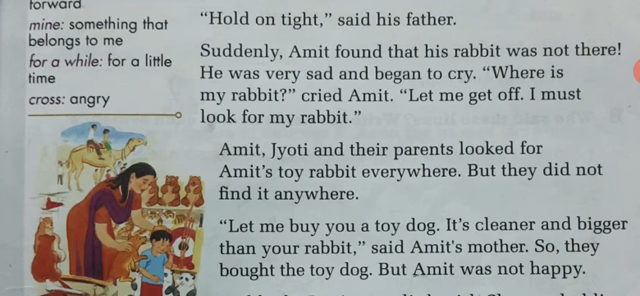 forward
mine: something that
belongs to me
for a while: for a little
time
cross: angry
“Hold on tight,” said his father.
Suddenly, Amit found that his rabbit was not there!
He was very sad and began to cry. “Where is
my rabbit?” cried Amit. “Let me get off. I must
look for my rabbit.”
Amit, Jyoti and their parents looked for
Amit’s toy rabbit everywhere. But they did not
find it anywhere.
“Let me buy you a toy dog. It’s cleaner and bigger
than your rabbit,” said Amit's mother. So, they
bought the toy dog. But Amit was not happy.